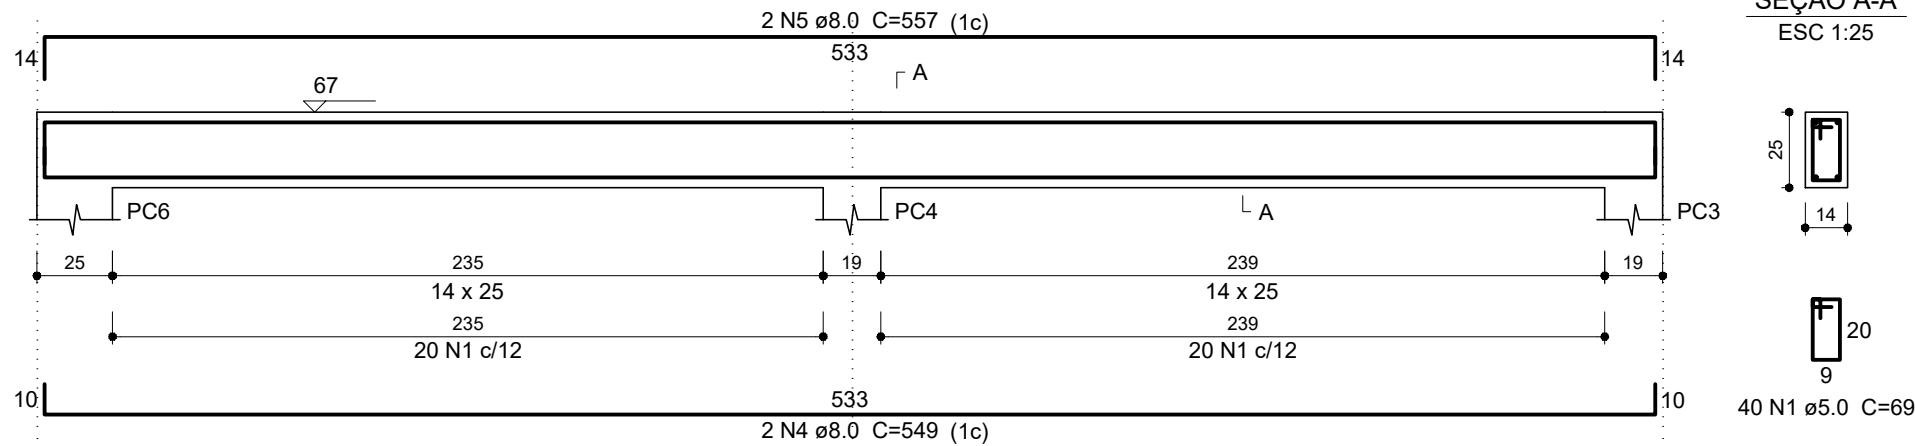 2 N5 ø8.0 C=557 (1c)
14
533
14
A
67
PC6
PC4
A
PC3
25
235
19
239
19
14 x 25
14 x 25
235
239
20 N1 c/12
20 N1 c/12
10
533
10
2 N4 ø8.0 C=549 (1c)
SEÇÃO A-A
ESC 1:25
25
14
20
9
40 N1 ø5.0 C=69